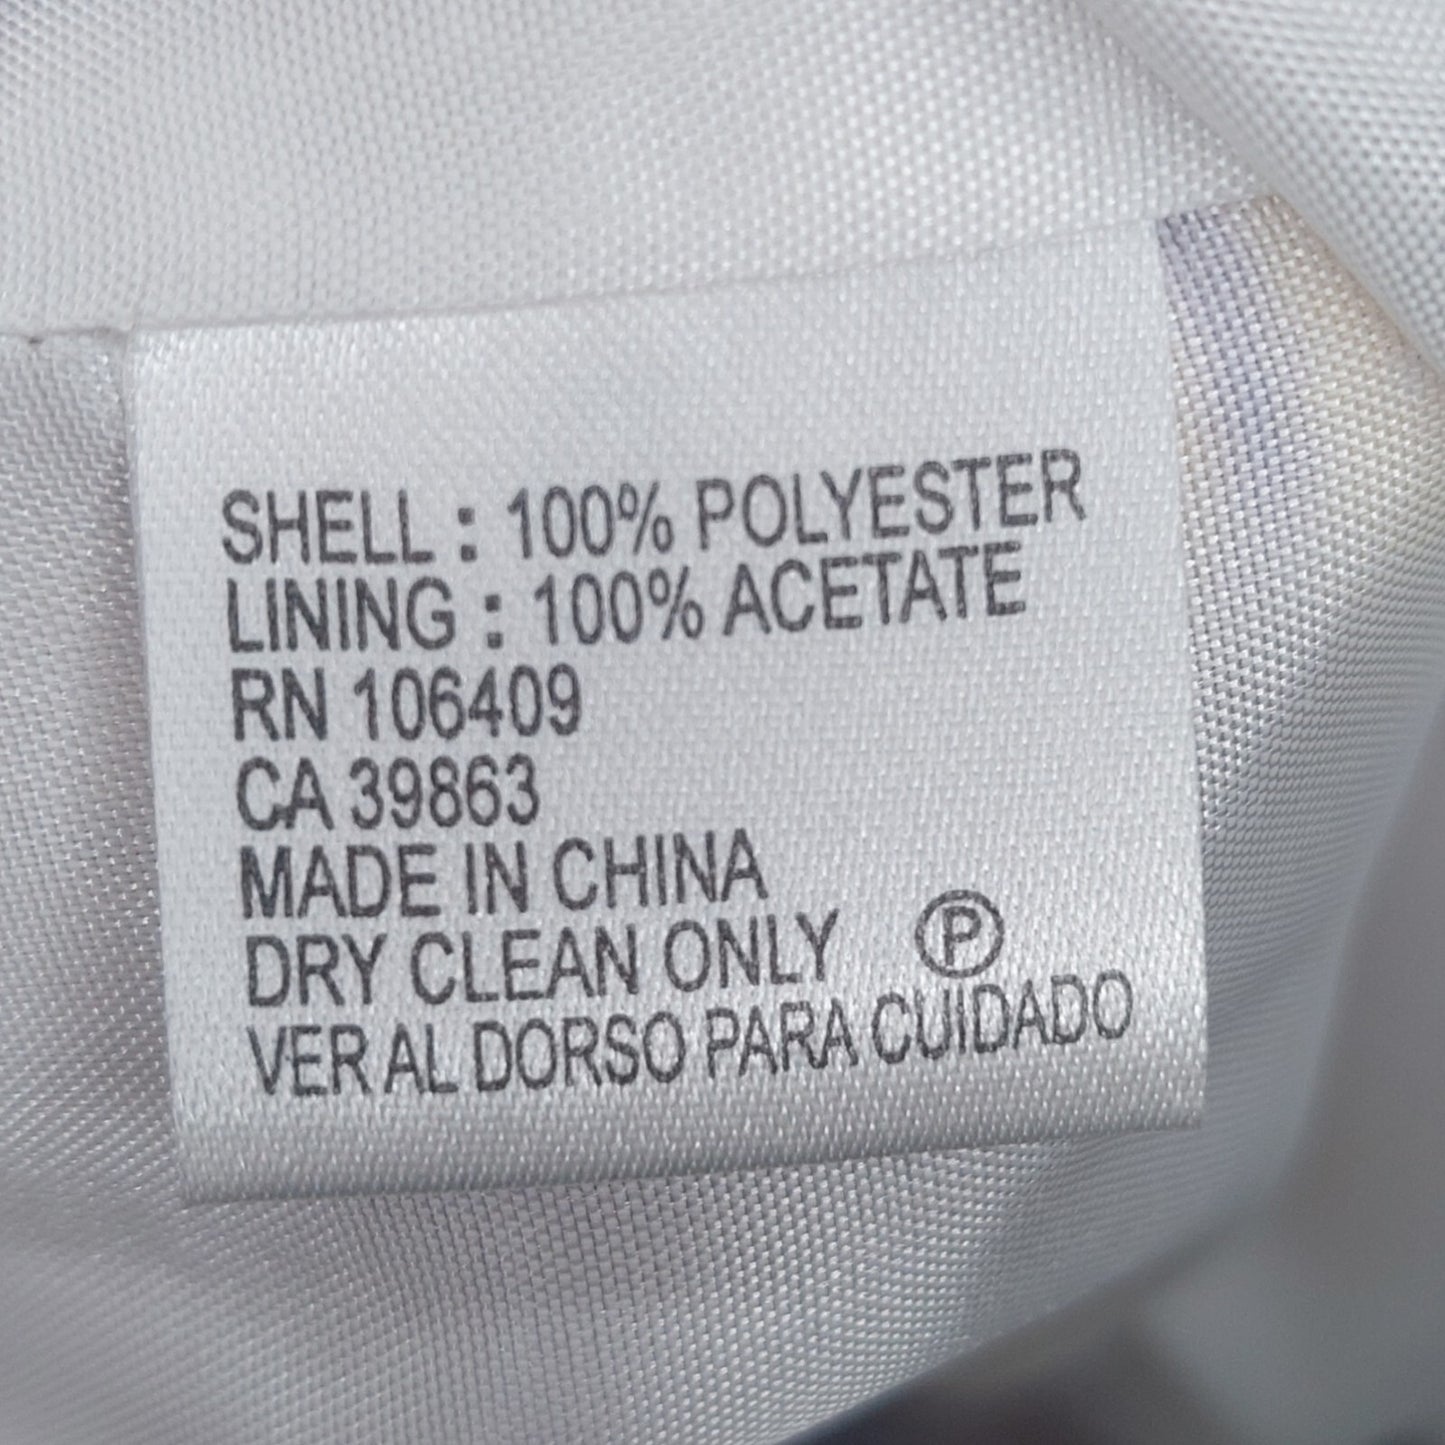 SHELL : 100% POLYESTER
LINING : 100% ACETATE
RN 106409
CA 39863
MADE IN CHINA
DRY CLEAN ONLY Ⓟ
VER AL DORSO PARA CUIDADO